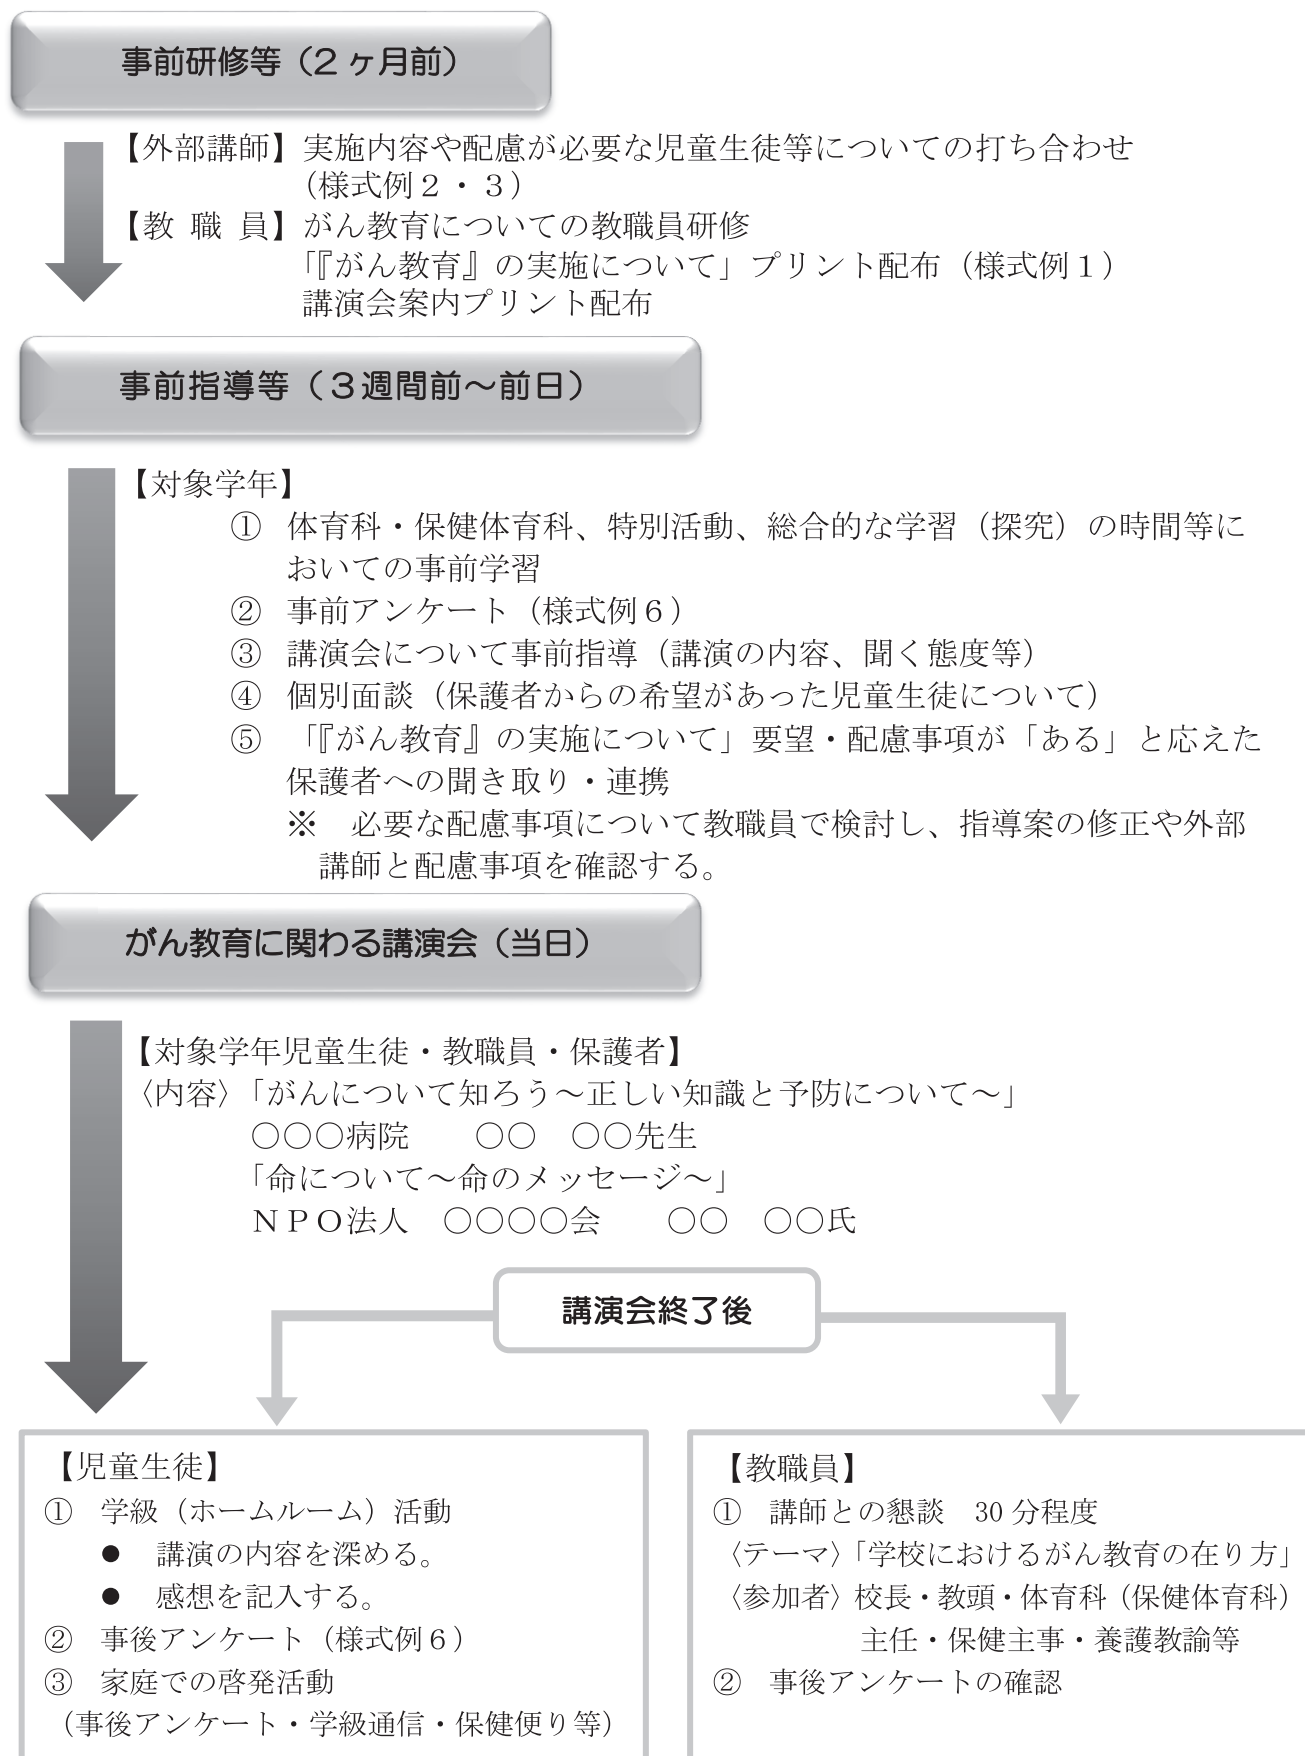 事前研修等（2ヶ月前）
【外部講師】実施内容や配慮が必要な児童生徒等についての打ち合わせ
（様式例２・３）
【教 職 員】がん教育についての教職員研修
「『がん教育』の実施について」プリント配布（様式例１）
講演会案内プリント配布
事前指導等（３週間前～前日）
【対象学年】
① 体育科・保健体育科、特別活動、総合的な学習（探究）の時間等に
おいての事前学習
② 事前アンケート（様式例６）
③ 講演会について事前指導（講演の内容、聞く態度等）
④ 個別面談（保護者からの希望があった児童生徒について）
⑤ 「『がん教育』の実施について」要望・配慮事項が「ある」と応えた
保護者への聞き取り・連携
※ 必要な配慮事項について教職員で検討し、指導案の修正や外部
講師と配慮事項を確認する。
がん教育に関わる講演会（当日）
【対象学年児童生徒・教職員・保護者】
〈内容〉「がんについて知ろう～正しい知識と予防について～」
○○○病院　○○　○○先生
「命について～命のメッセージ～」
ＮＰＯ法人　○○○○会　○○　○○氏
講演会終了後
【児童生徒】
① 学級（ホームルーム）活動
● 講演の内容を深める。
● 感想を記入する。
② 事後アンケート（様式例６）
③ 家庭での啓発活動
（事後アンケート・学級通信・保健便り等）
【教職員】
① 講師との懇談　30 分程度
〈テーマ〉「学校におけるがん教育の在り方」
〈参加者〉校長・教頭・体育科（保健体育科）
主任・保健主事・養護教諭等
② 事後アンケートの確認